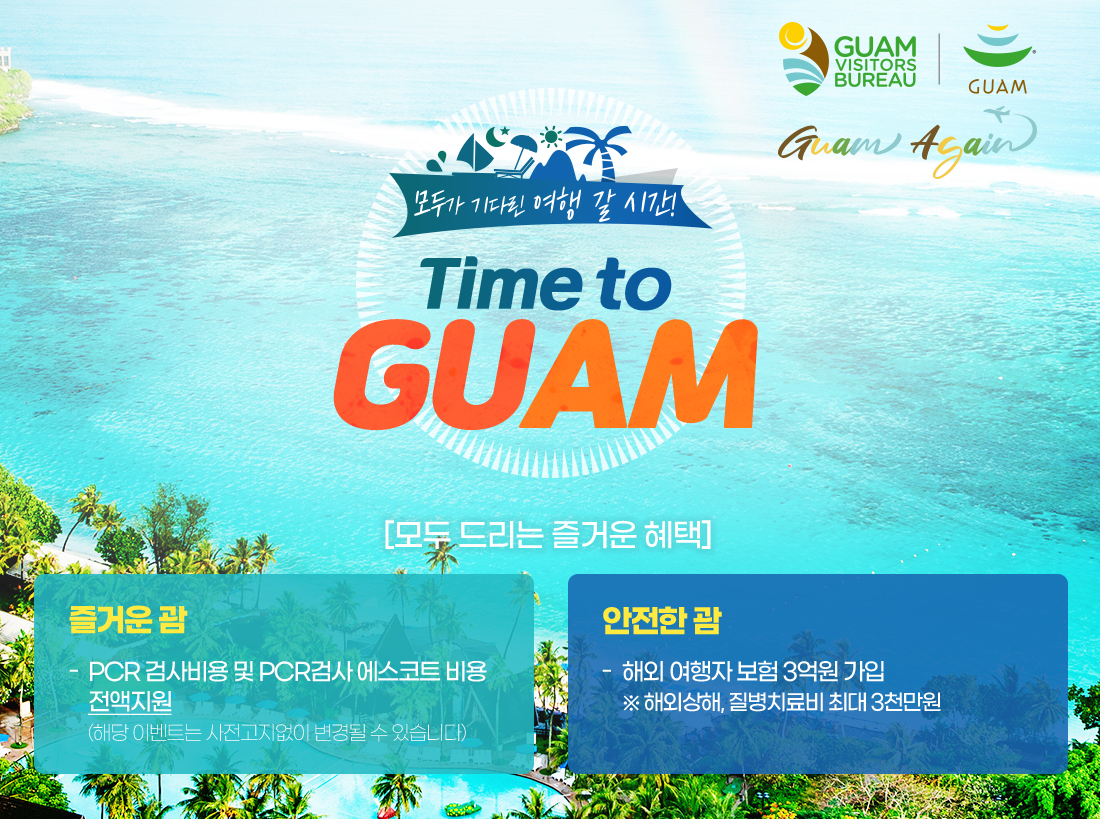 GUAM
VISITORS
BUREAU
GUAM
Guam Again
모두가 기다린 여행 갈 시간!
Time to
GUAM
[모두 드리는 즐거운 혜택]
즐거운 괌
- PCR 검사비용 및 PCR검사 에스코트 비용
전액지원
(해당 이벤트는 사전고지없이 변경될 수 있습니다)
안전한 괌
- 해외 여행자 보험 3억원 가입
※ 해외상해, 질병치료비 최대 3천만원